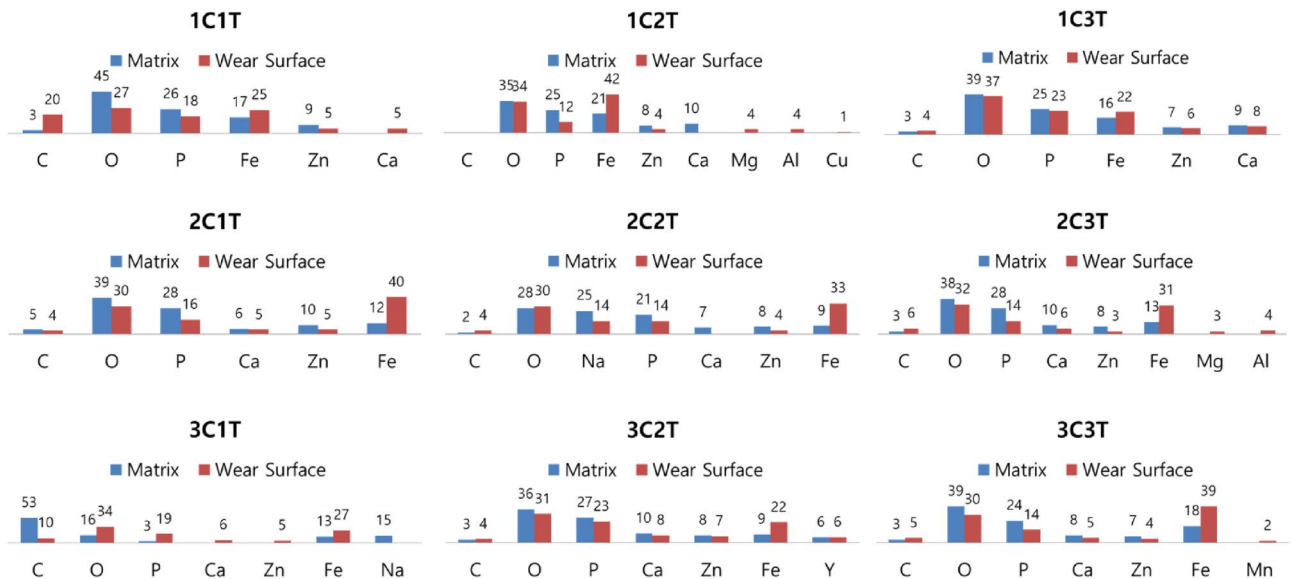 1C1T
Matrix Wear Surface
3 20 45 27 26 18 17 25 9 5 5
C O P Fe Zn Ca
1C2T
Matrix Wear Surface
35 34 25 12 21 42 8 4 10 4 4 1
C O P Fe Zn Ca Mg Al Cu
1C3T
Matrix Wear Surface
3 4 39 37 25 23 16 22 7 6 9 8
C O P Fe Zn Ca
2C1T
Matrix Wear Surface
5 4 39 30 28 16 6 5 10 5 12 40
C O P Ca Zn Fe
2C2T
Matrix Wear Surface
2 4 28 30 25 14 21 14 7 8 4 9 33
C O Na P Ca Zn Fe
2C3T
Matrix Wear Surface
3 6 38 32 28 14 10 6 8 3 13 31 3 4
C O P Ca Zn Fe Mg Al
3C1T
Matrix Wear Surface
53 10 16 34 3 19 6 5 13 27 15
C O P Ca Zn Fe Na
3C2T
Matrix Wear Surface
3 4 36 31 27 23 10 8 8 7 9 22 6 6
C O P Ca Zn Fe Y
3C3T
Matrix Wear Surface
3 5 39 30 24 14 8 5 7 4 18 39 2
C O P Ca Zn Fe Mn